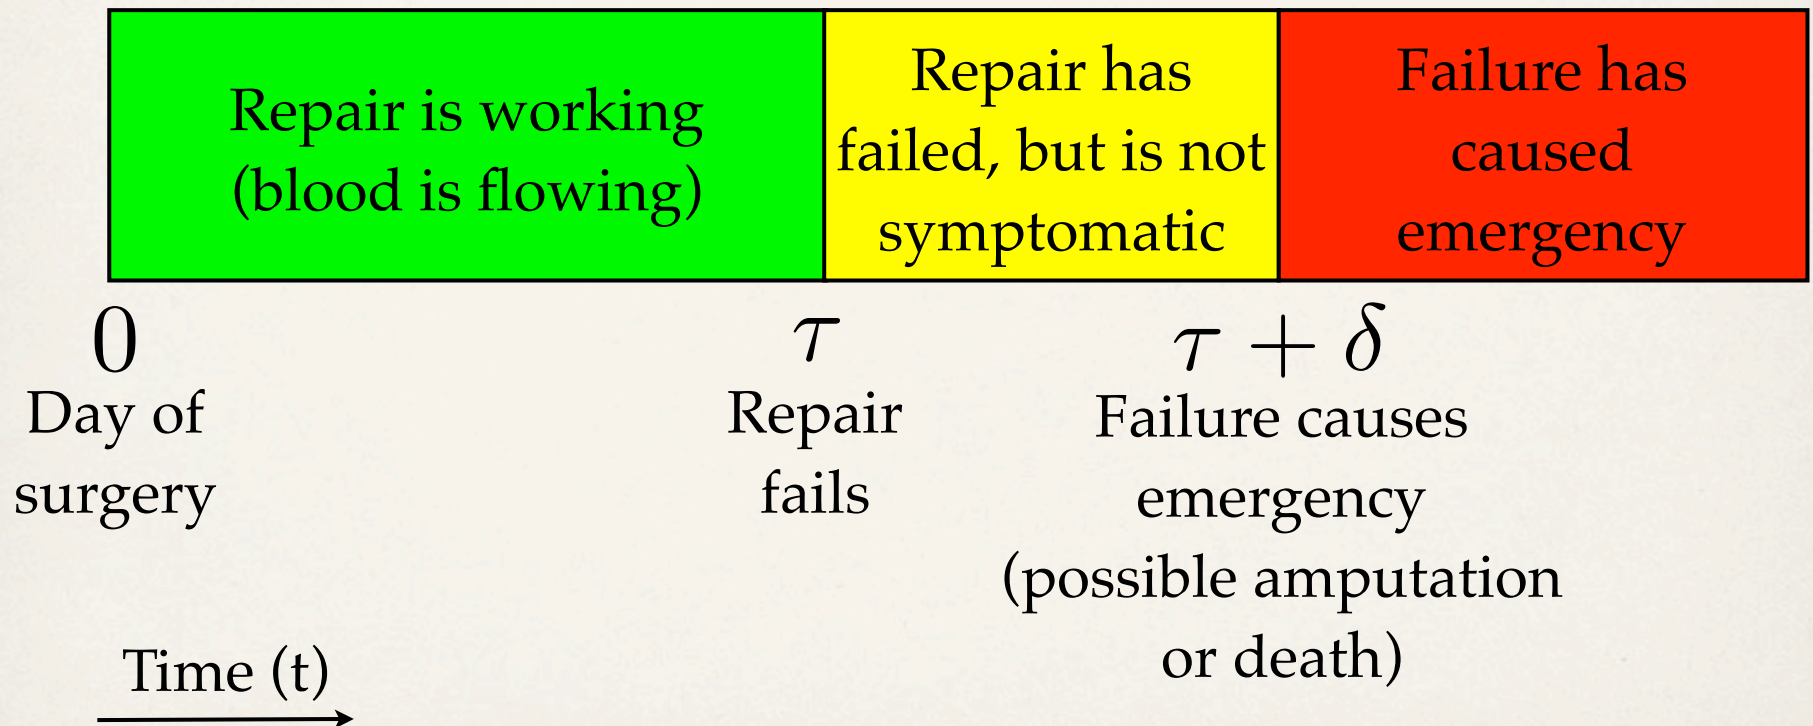 Repair is working
(blood is flowing)
Repair has
failed, but is not
symptomatic
Failure has
caused
emergency
0
Day of
surgery
τ
Repair
fails
τ + δ
Failure causes
emergency
(possible amputation
or death)
Time (t)